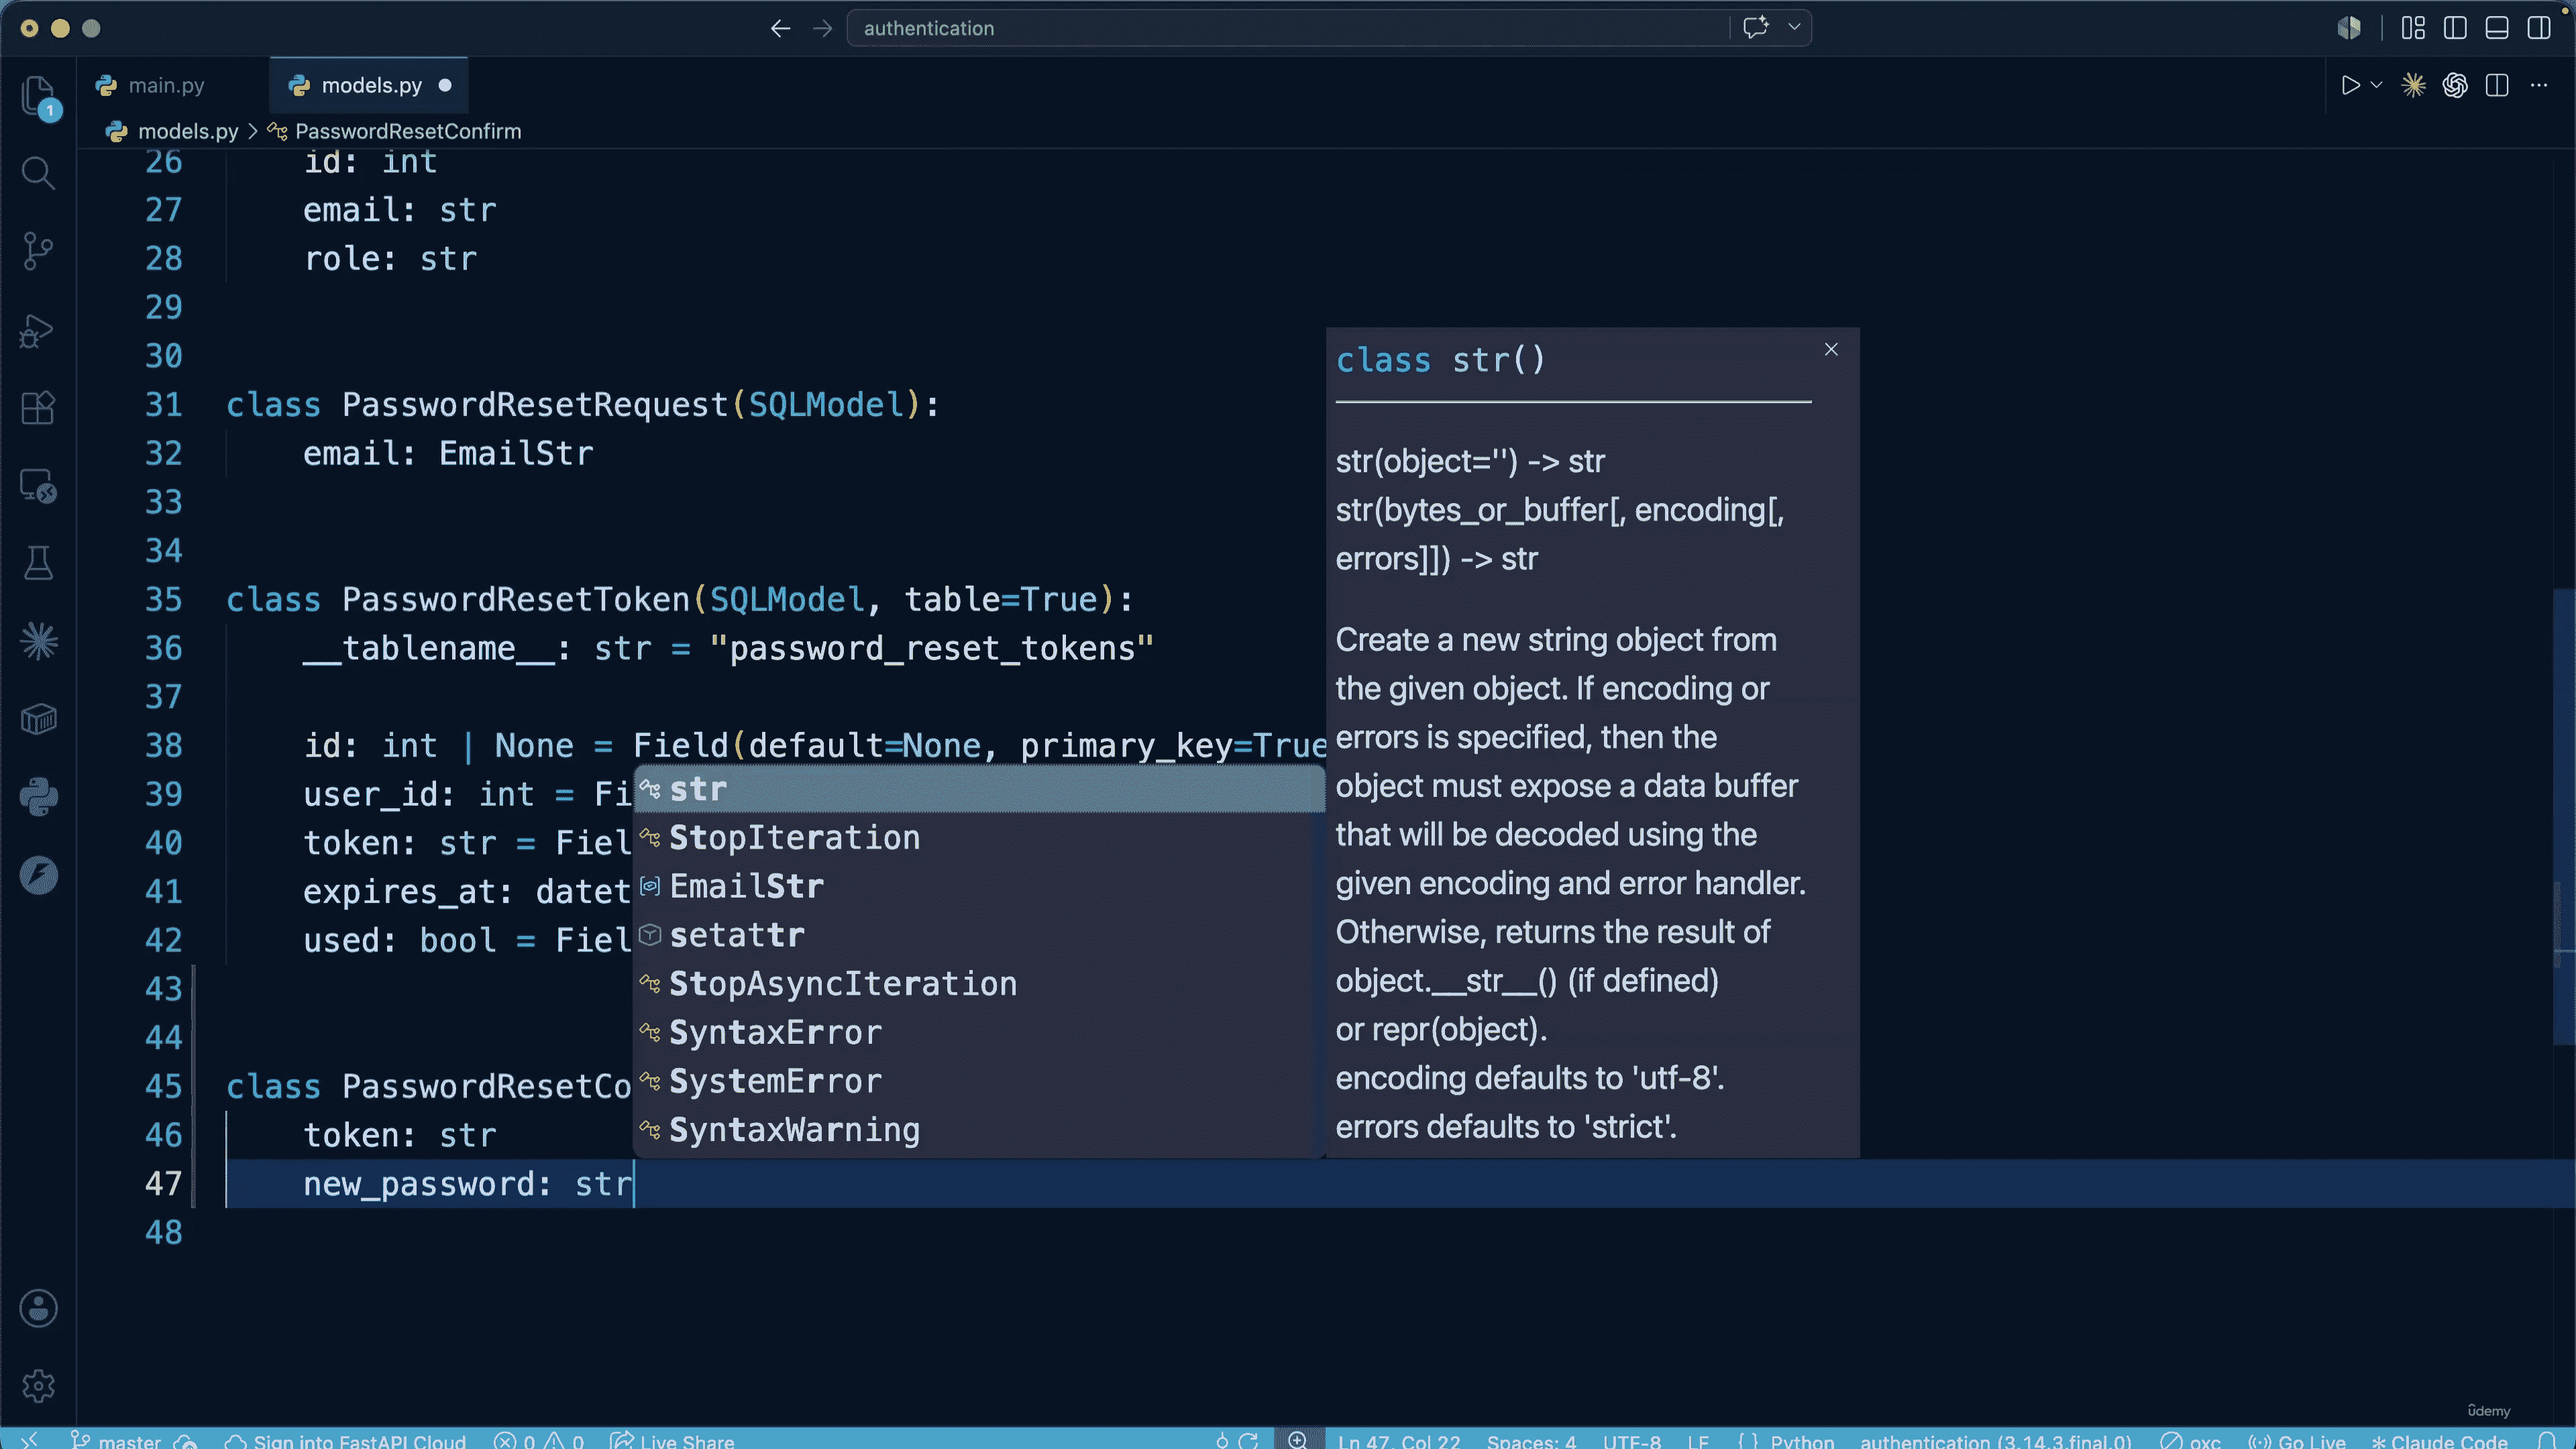 authentication
main.py
models.py
models.py > PasswordResetConfirm
1
26 id: int
27 email: str
28 role: str
29
30
31 class PasswordResetRequest(SQLModel):
32 email: EmailStr
33
34
35 class PasswordResetToken(SQLModel, table=True):
36 __tablename__: str = "password_reset_tokens"
37
38 id: int | None = Field(default=None, primary_key=True
39 user_id: int = Fi
40 token: str = Fiel
41 expires_at: datet
42 used: bool = Fiel
43
44
45 class PasswordResetCo
46 token: str
47 new_password: str
48
str
StopIteration
EmailStr
setattr
StopAsyncIteration
SyntaxError
SystemError
SyntaxWarning
class str()
str(object='') -> str
str(bytes_or_buffer[, encoding[,
errors]]) -> str
Create a new string object from
the given object. If encoding or
errors is specified, then the
object must expose a data buffer
that will be decoded using the
given encoding and error handler.
Otherwise, returns the result of
object.__str__() (if defined)
or repr(object).
encoding defaults to 'utf-8'.
errors defaults to 'strict'.
ûdemy
master Sign into FastAPI Cloud 0 0 Live Share Ln 47, Col 22 Spaces: 4 UTF-8 LF { } Python authentication (3.14.3.final.0) oxc Go Live Claude Code